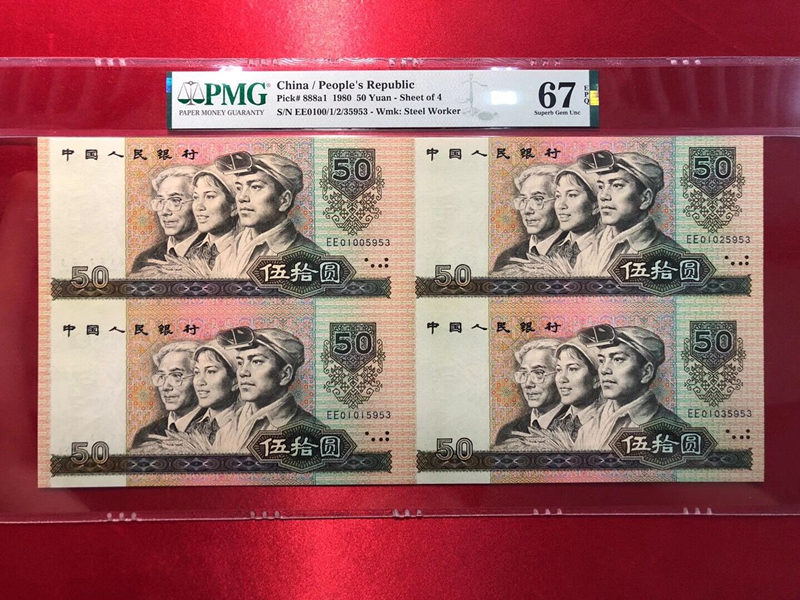 PMG
PAPER MONEY GUARANTY
China / People's Republic
Pick# 888a1 1980 50 Yuan - Sheet of 4
S/N EE0100/1/2/35953 - Wmk: Steel Worker
67
Superb Gem Unc
EPQ
中国人民银行
50
EE01005953
50
伍拾圆
中国人民银行
50
EE01025953
50
伍拾圆
中国人民银行
50
EE01015953
50
伍拾圆
中国人民银行
50
EE01035953
50
伍拾圆